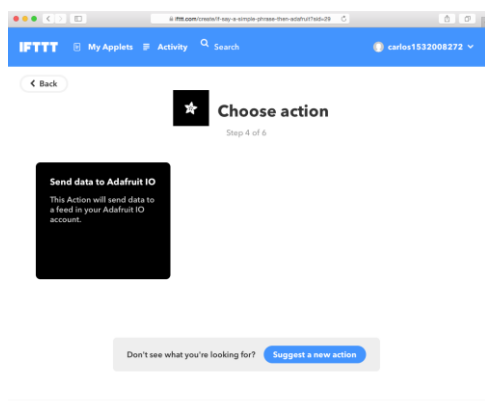 ifttt.com/create/if-say-a-simple-phrase-then-adafruit?sid=29
IFTTT My Applets Activity Search carlos1532008272
Back
Choose action
Step 4 of 6
Send data to Adafruit IO
This Action will send data to
a feed in your Adafruit IO
account.
Don't see what you're looking for? Suggest a new action